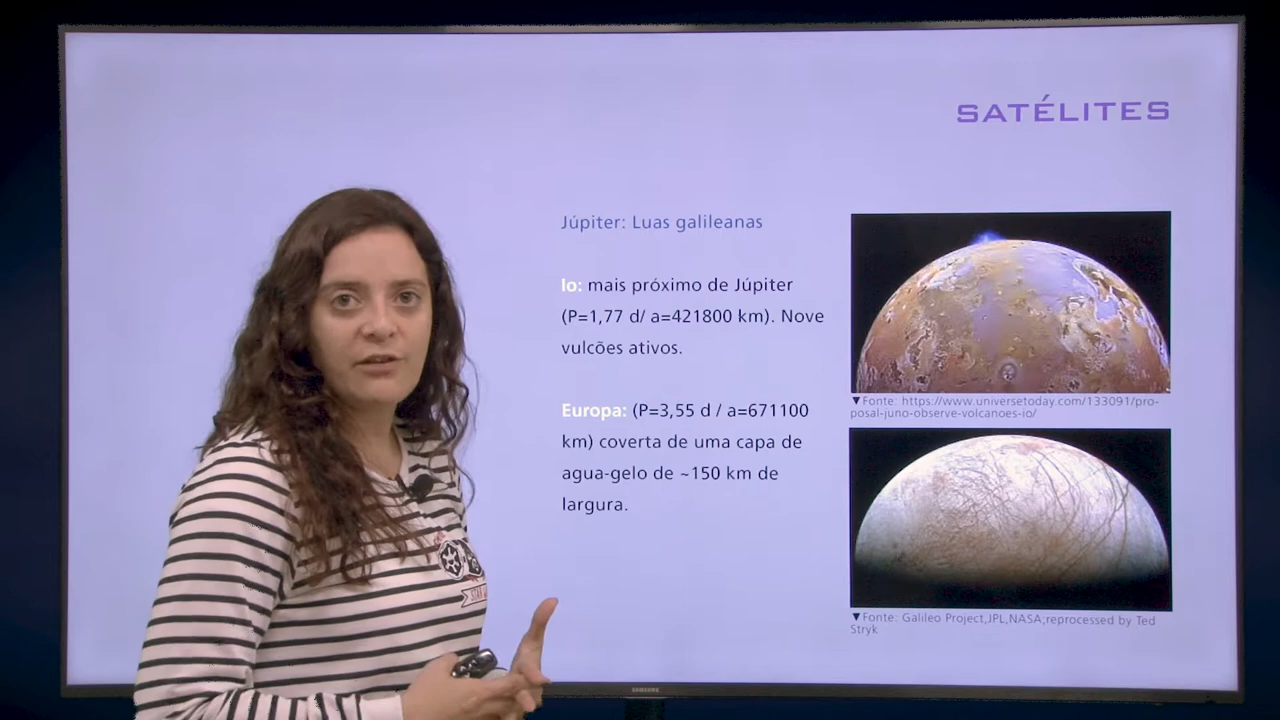 SATÉLITES
Júpiter: Luas galileanas
Io: mais próximo de Júpiter
(P=1,77 d/ a=421800 km). Nove
vulcões ativos.
Europa: (P=3,55 d / a=671100
km) coverta de uma capa de
agua-gelo de ~150 km de
largura.
▼Fonte: https://www.universetoday.com/133091/pro-
posal-juno-observe-volcanoes-io/
▼Fonte: Galileo Project,JPL,NASA;reprocessed by Ted
Stryk
STAR
SAMSUNG